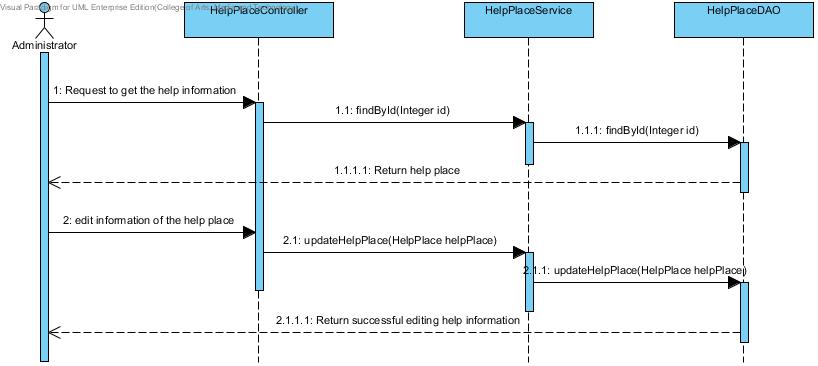 Visual Paradigm for UML Enterprise Edition(College of Arts, Media and
HelpPlaceController
HelpPlaceService
HelpPlaceDAO
Administrator
1: Request to get the help information
1.1: findById(Integer id)
1.1.1: findById(Integer id)
1.1.1.1: Return help place
2: edit information of the help place
2.1: updateHelpPlace(HelpPlace helpPlace)
2.1.1: updateHelpPlace(HelpPlace helpPlace)
2.1.1.1: Return successful editing help information